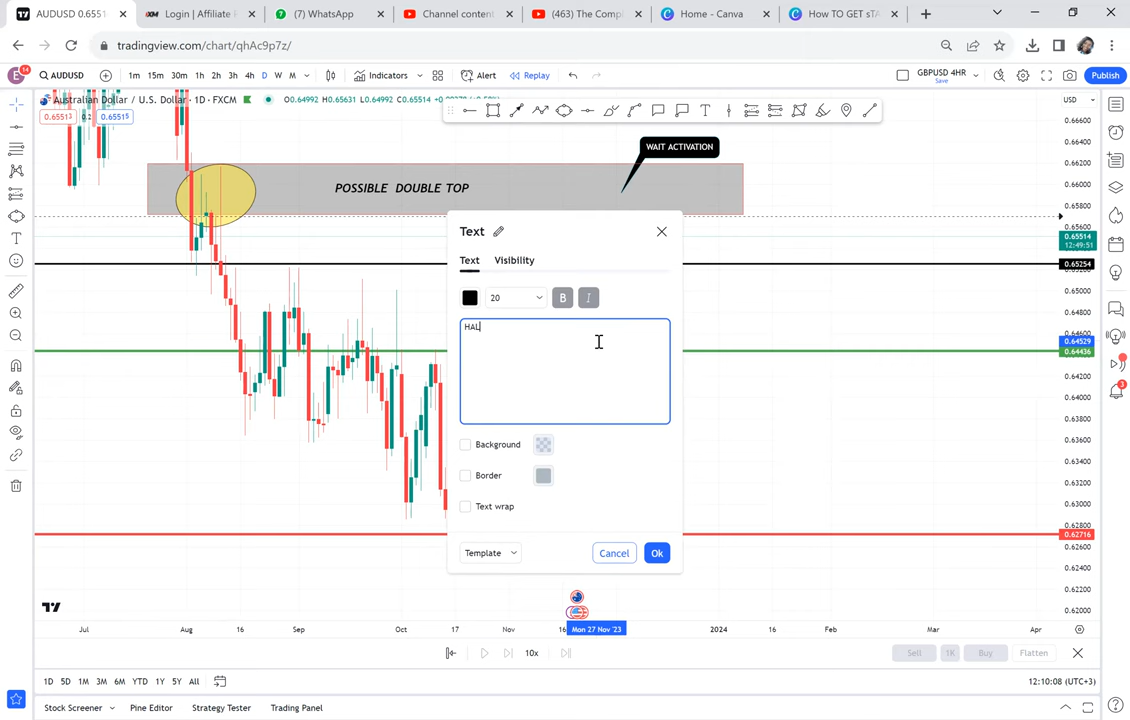 AUDUSD 0.6551
Login | Affiliate
(7) WhatsApp
Channel content
(463) The Compl
Home - Canva
How TO GET sTA
tradingview.com/chart/qhAc9p7z/
E
14
AUDUSD
1m 15m 30m 1h 2h 3h 4h D W M
Indicators
Alert
Replay
GBPUSD 4HR
Save
Publish
Australian Dollar / U.S. Dollar · 1D · FXCM
O0.64992 H0.65631 L0.64992 C0.65514
0.65513
0.2
0.65515
USD
0.66600
0.66400
0.66200
0.66000
0.65800
0.65514
12:49:51
0.65254
0.65000
0.64800
0.64600
0.64529
0.64436
0.64200
0.64000
0.63800
0.63600
0.63400
0.63200
0.63000
0.62800
0.62716
0.62400
0.62200
0.62000
WAIT ACTIVATION
POSSIBLE DOUBLE TOP
Text
Text
Visibility
20
B
I
HAL
Background
Border
Text wrap
Template
Cancel
Ok
Jul
Aug
16
Sep
Oct
17
Nov
16
Mon 27 Nov '23
2024
16
Feb
Mar
Apr
10x
Sell
1K
Buy
Flatten
1D 5D 1M 3M 6M YTD 1Y 5Y All
12:10:08 (UTC+3)
Stock Screener
Pine Editor
Strategy Tester
Trading Panel
3